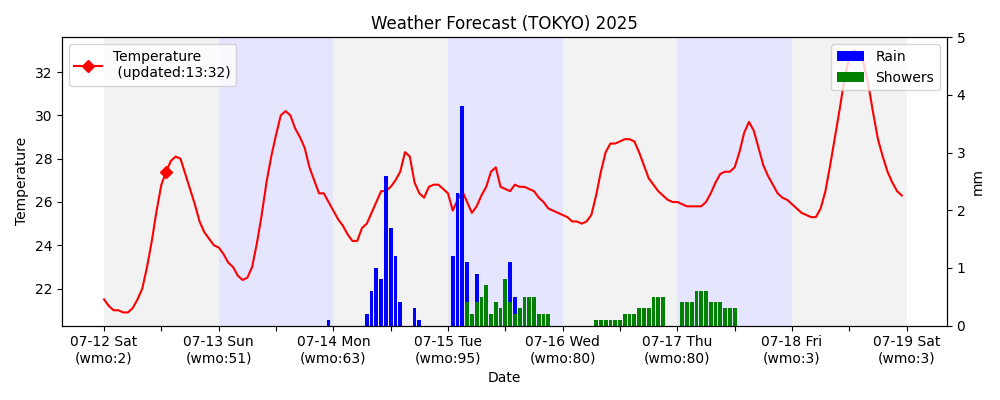 Weather Forecast (TOKYO) 2025
Temperature
(updated:13:32)
Rain
Showers
Temperature
32
30
28
26
24
22
5
4
3
2
1
0
mm
07-12 Sat
(wmo:2)
07-13 Sun
(wmo:51)
07-14 Mon
(wmo:63)
07-15 Tue
(wmo:95)
07-16 Wed
(wmo:80)
07-17 Thu
(wmo:80)
07-18 Fri
(wmo:3)
07-19 Sat
(wmo:3)
Date